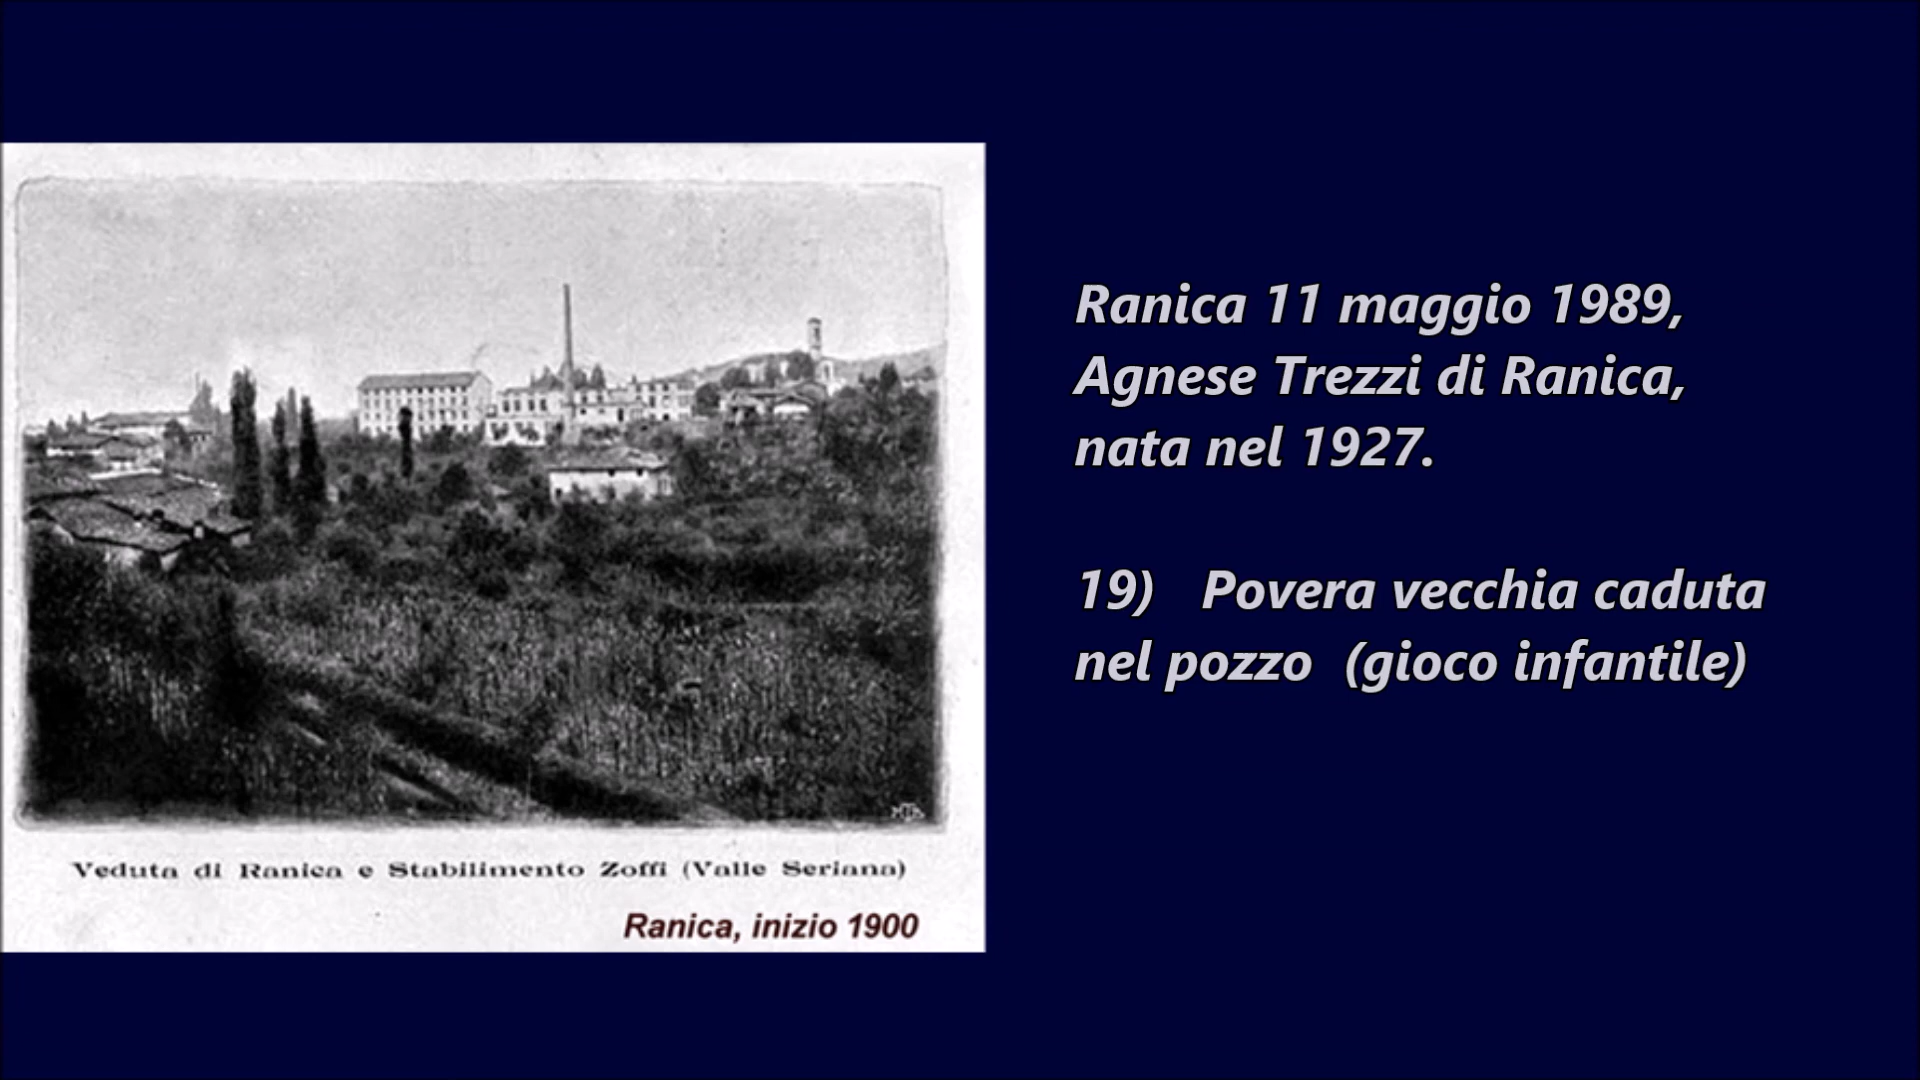 Ranica 11 maggio 1989,
Agnese Trezzi di Ranica,
nata nel 1927.
19) Povera vecchia caduta
nel pozzo (gioco infantile)
Veduta di Ranica e Stabilimento Zoffi (Valle Seriana)
Ranica, inizio 1900